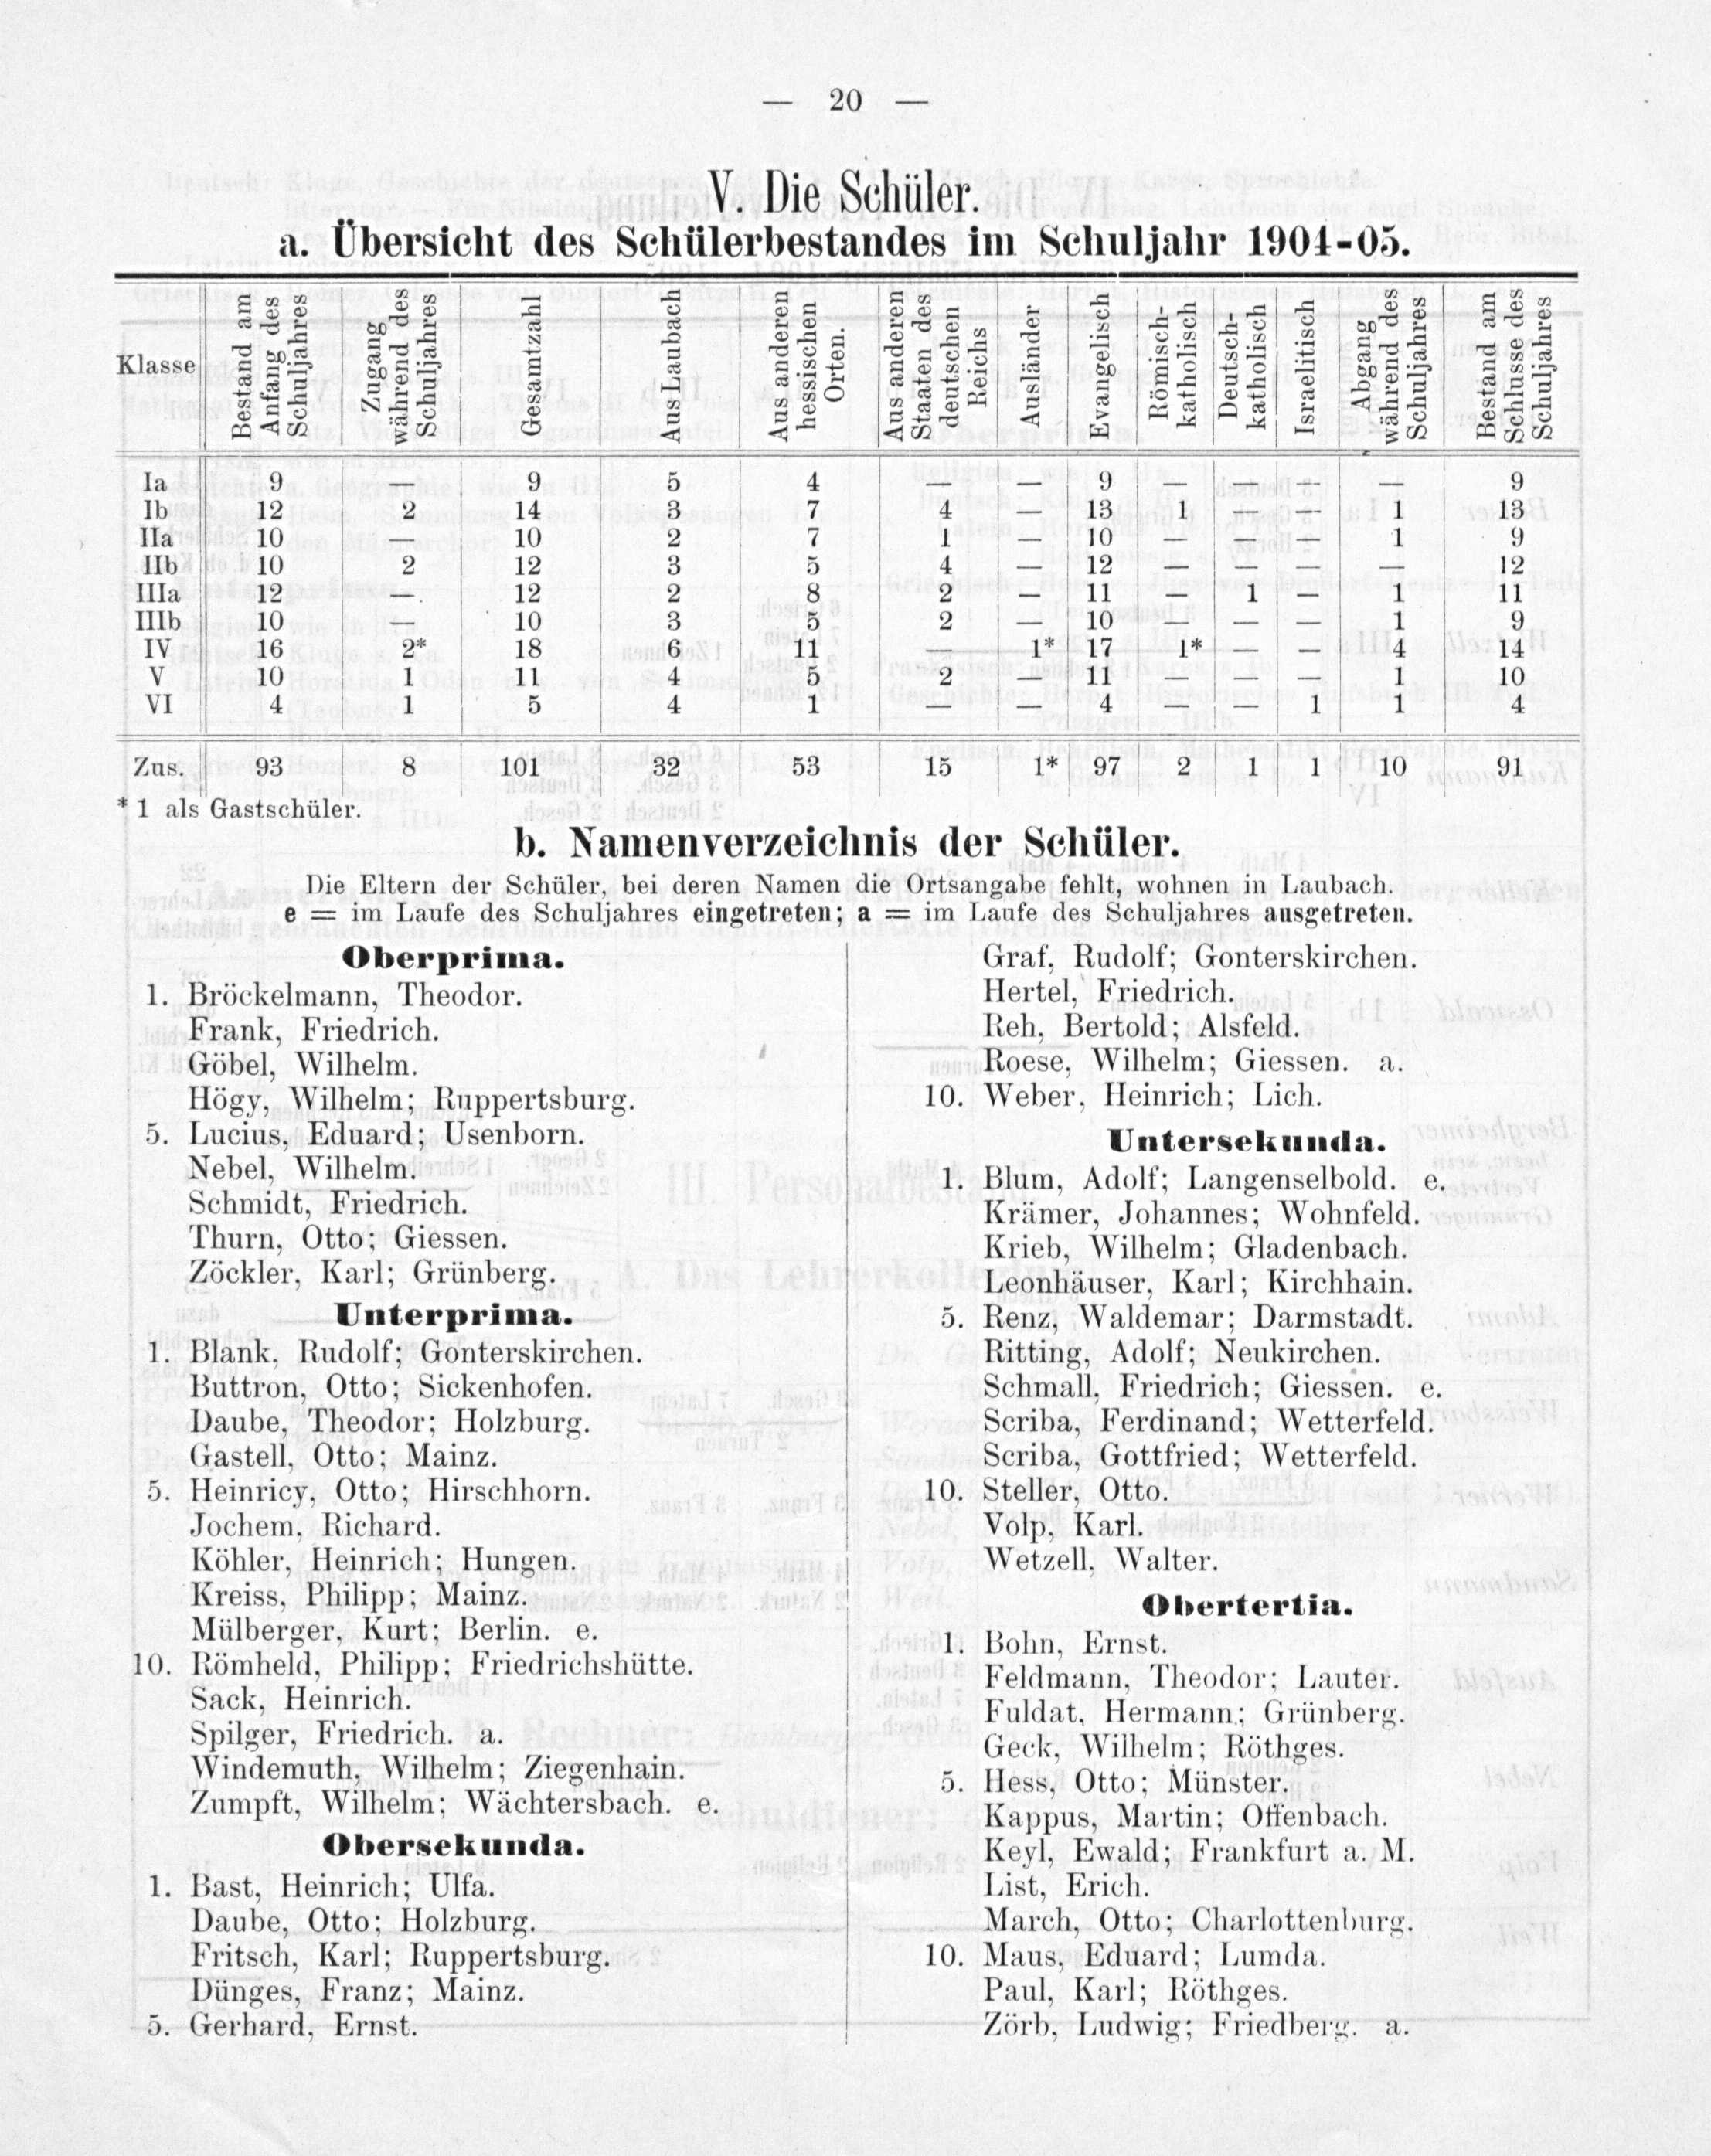 — 20 —
V. Die Schüler.
a. Übersicht des Schülerbestandes im Schuljahr 1904-05.
Klasse | Bestand am Anfang des Schuljahres | Zugang während des Schuljahres | Gesamtzahl | Aus Laubach | Aus anderen hessischen Orten. | Aus anderen Staaten des deutschen Reichs | Ausländer | Evangelisch | Römisch-katholisch | Deutsch-katholisch | Israelitisch | Abgang während des Schuljahres | Bestand am Schlusse des Schuljahres
Ia 9 — 9 5 4 — — 9 — — — — 9
Ib 12 2 14 3 7 4 — 13 1 — — 1 13
IIa 10 — 10 2 7 1 — 10 — — — 1 9
IIb 10 2 12 3 5 4 — 12 — — — — 12
IIIa 12 — 12 2 8 2 — 11 — 1 — 1 11
IIIb 10 — 10 3 5 2 — 10 — — — 1 9
IV 16 2* 18 6 11 — 1* 17 1* — — 4 14
V 10 1 11 4 5 2 — 11 — — — 1 10
VI 4 1 5 4 1 — — 4 — — 1 1 4
Zus. 93 8 101 32 53 15 1* 97 2 1 1 10 91
* 1 als Gastschüler.
b. Namenverzeichnis der Schüler.
Die Eltern der Schüler, bei deren Namen die Ortsangabe fehlt, wohnen in Laubach.
e = im Laufe des Schuljahres eingetreten; a = im Laufe des Schuljahres ausgetreten.
Oberprima.
1. Bröckelmann, Theodor.
Frank, Friedrich.
Göbel, Wilhelm.
Högy, Wilhelm; Ruppertsburg.
5. Lucius, Eduard; Usenborn.
Nebel, Wilhelm.
Schmidt, Friedrich.
Thurn, Otto; Giessen.
Zöckler, Karl; Grünberg.
Unterprima.
1. Blank, Rudolf; Gonterskirchen.
Buttron, Otto; Sickenhofen.
Daube, Theodor; Holzburg.
Gastell, Otto; Mainz.
5. Heinricy, Otto; Hirschhorn.
Jochem, Richard.
Köhler, Heinrich; Hungen.
Kreiss, Philipp; Mainz.
Mülberger, Kurt; Berlin. e.
10. Römheld, Philipp; Friedrichshütte.
Sack, Heinrich.
Spilger, Friedrich. a.
Windemuth, Wilhelm; Ziegenhain.
Zumpft, Wilhelm; Wächtersbach. e.
Obersekunda.
1. Bast, Heinrich; Ulfa.
Daube, Otto; Holzburg.
Fritsch, Karl; Ruppertsburg.
Dünges, Franz; Mainz.
5. Gerhard, Ernst.
Graf, Rudolf; Gonterskirchen.
Hertel, Friedrich.
Reh, Bertold; Alsfeld.
Roese, Wilhelm; Giessen. a.
10. Weber, Heinrich; Lich.
Untersekunda.
1. Blum, Adolf; Langenselbold. e.
Krämer, Johannes; Wohnfeld.
Krieb, Wilhelm; Gladenbach.
Leonhäuser, Karl; Kirchhain.
5. Renz, Waldemar; Darmstadt.
Ritting, Adolf; Neukirchen.
Schmall, Friedrich; Giessen. e.
Scriba, Ferdinand; Wetterfeld.
Scriba, Gottfried; Wetterfeld.
10. Steller, Otto.
Volp, Karl.
Wetzell, Walter.
Obertertia.
1. Bohn, Ernst.
Feldmann, Theodor; Lauter.
Fuldat, Hermann; Grünberg.
Geck, Wilhelm; Röthges.
5. Hess, Otto; Münster.
Kappus, Martin; Offenbach.
Keyl, Ewald; Frankfurt a. M.
List, Erich.
March, Otto; Charlottenburg.
10. Maus, Eduard; Lumda.
Paul, Karl; Röthges.
Zörb, Ludwig; Friedberg. a.